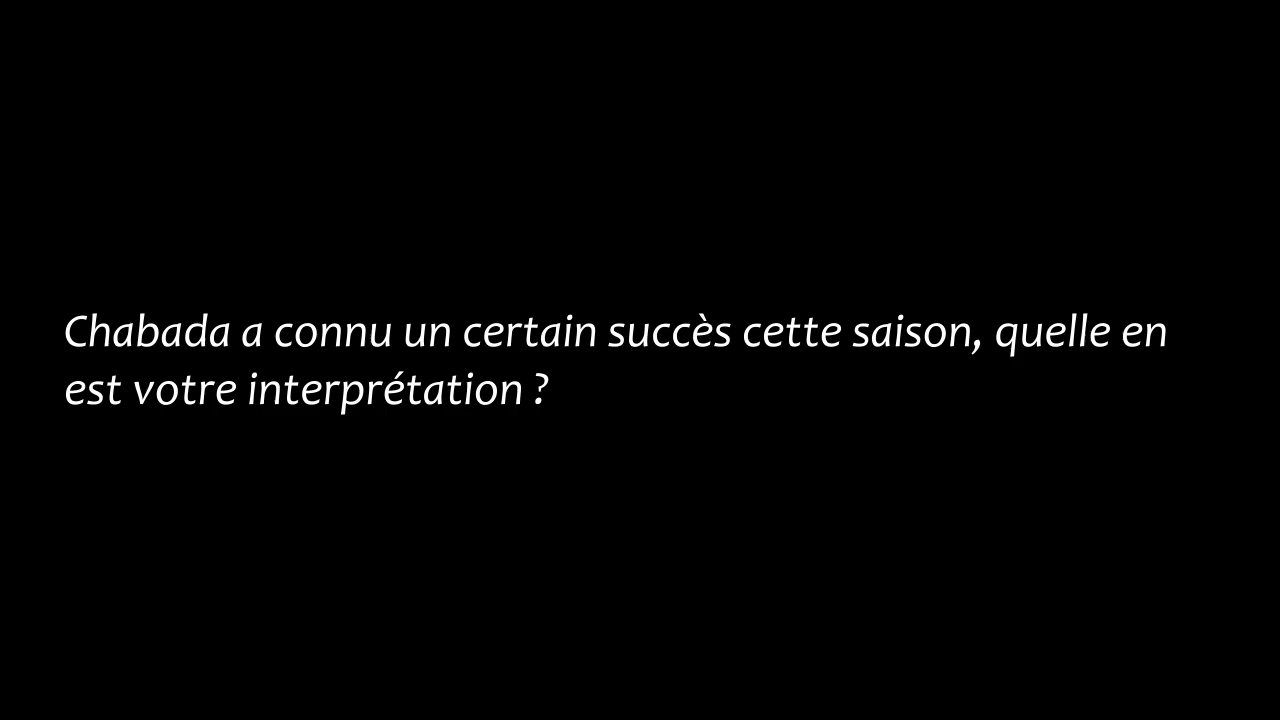 Chabada a connu un certain succès cette saison, quelle en
est votre interprétation ?